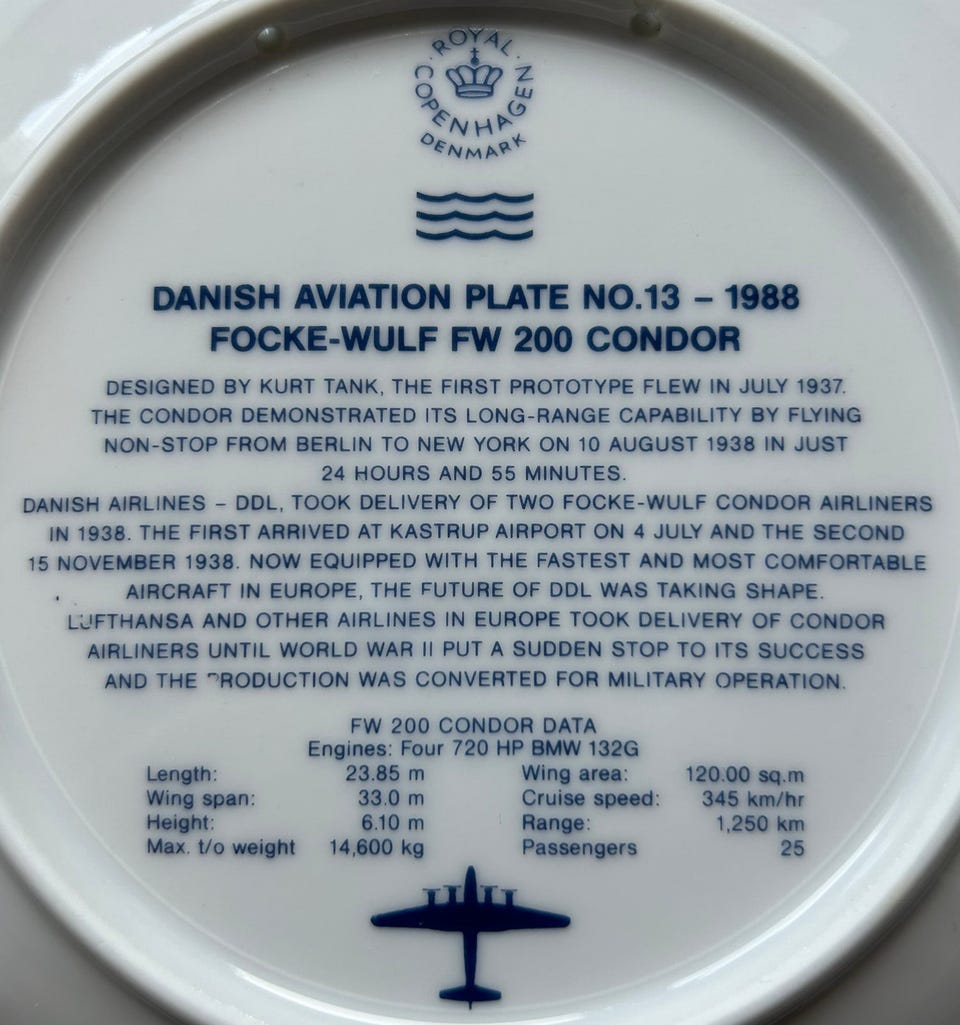 ROYAL
COPENHAGEN
DENMARK
DANISH AVIATION PLATE NO.13 – 1988
FOCKE-WULF FW 200 CONDOR
DESIGNED BY KURT TANK, THE FIRST PROTOTYPE FLEW IN JULY 1937.
THE CONDOR DEMONSTRATED ITS LONG-RANGE CAPABILITY BY FLYING
NON-STOP FROM BERLIN TO NEW YORK ON 10 AUGUST 1938 IN JUST
24 HOURS AND 55 MINUTES.
DANISH AIRLINES – DDL, TOOK DELIVERY OF TWO FOCKE-WULF CONDOR AIRLINERS
IN 1938. THE FIRST ARRIVED AT KASTRUP AIRPORT ON 4 JULY AND THE SECOND
15 NOVEMBER 1938. NOW EQUIPPED WITH THE FASTEST AND MOST COMFORTABLE
AIRCRAFT IN EUROPE, THE FUTURE OF DDL WAS TAKING SHAPE.
LUFTHANSA AND OTHER AIRLINES IN EUROPE TOOK DELIVERY OF CONDOR
AIRLINERS UNTIL WORLD WAR II PUT A SUDDEN STOP TO ITS SUCCESS
AND THE PRODUCTION WAS CONVERTED FOR MILITARY OPERATION.
FW 200 CONDOR DATA
Engines: Four 720 HP BMW 132G
Length: 23.85 m Wing area: 120.00 sq.m
Wing span: 33.0 m Cruise speed: 345 km/hr
Height: 6.10 m Range: 1,250 km
Max. t/o weight 14,600 kg Passengers 25